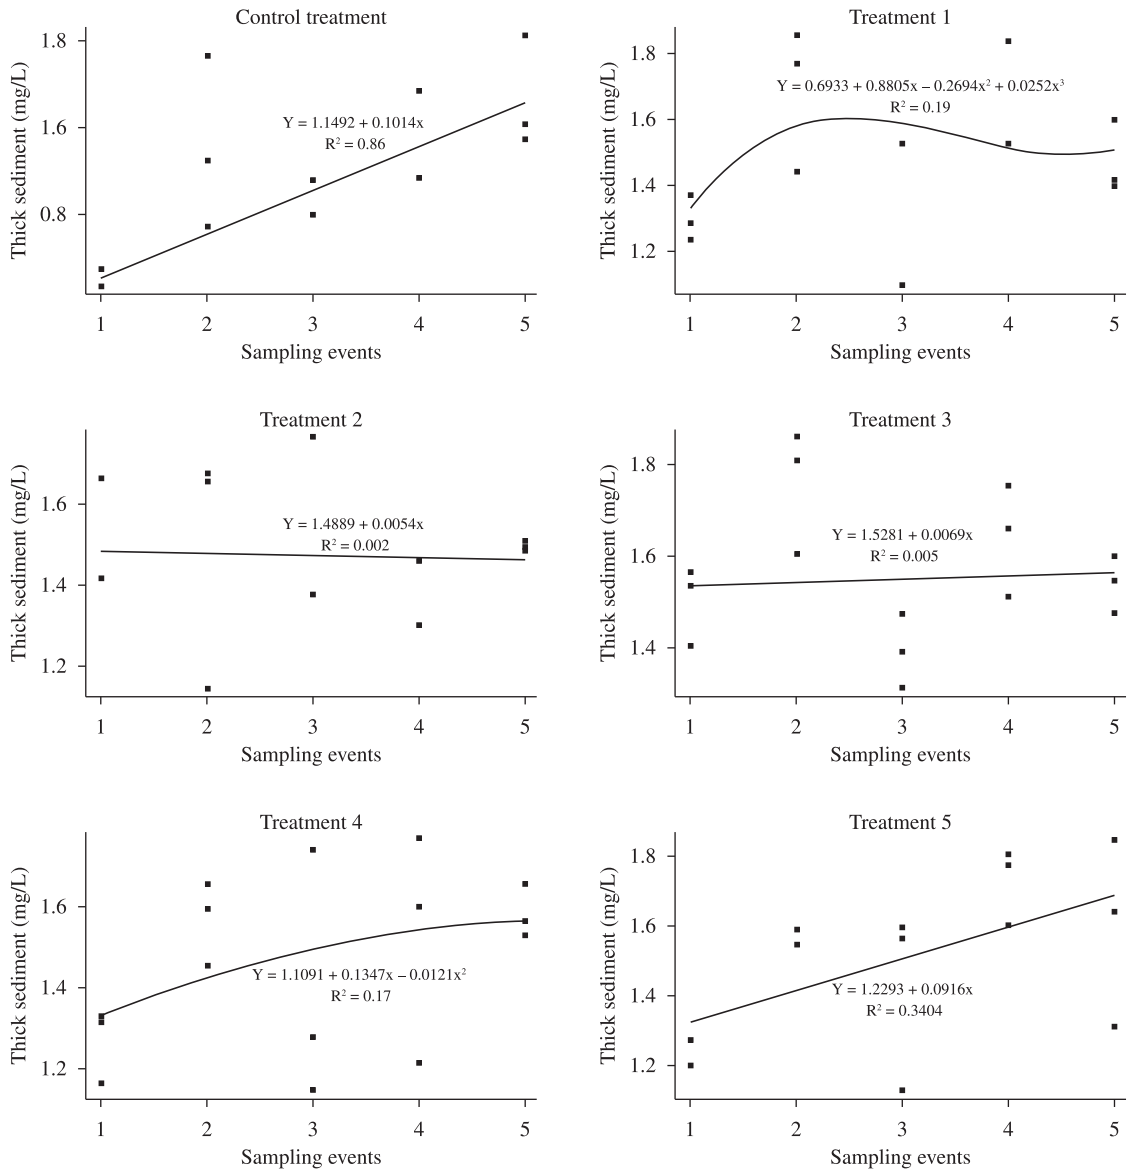 Control treatment
Thick sediment (mg/L)
1.8
1.6
0.8
Y = 1.1492 + 0.1014x
R² = 0.86
1 2 3 4 5
Sampling events
Treatment 1
Thick sediment (mg/L)
1.8
1.6
1.4
1.2
Y = 0.6933 + 0.8805x – 0.2694x² + 0.0252x³
R² = 0.19
1 2 3 4 5
Sampling events
Treatment 2
Thick sediment (mg/L)
1.6
1.4
1.2
Y = 1.4889 + 0.0054x
R² = 0.002
1 2 3 4 5
Sampling events
Treatment 3
Thick sediment (mg/L)
1.8
1.6
1.4
Y = 1.5281 + 0.0069x
R² = 0.005
1 2 3 4 5
Sampling events
Treatment 4
Thick sediment (mg/L)
1.6
1.4
1.2
Y = 1.1091 + 0.1347x – 0.0121x²
R² = 0.17
1 2 3 4 5
Sampling events
Treatment 5
Thick sediment (mg/L)
1.8
1.6
1.4
1.2
Y = 1.2293 + 0.0916x
R² = 0.3404
1 2 3 4 5
Sampling events